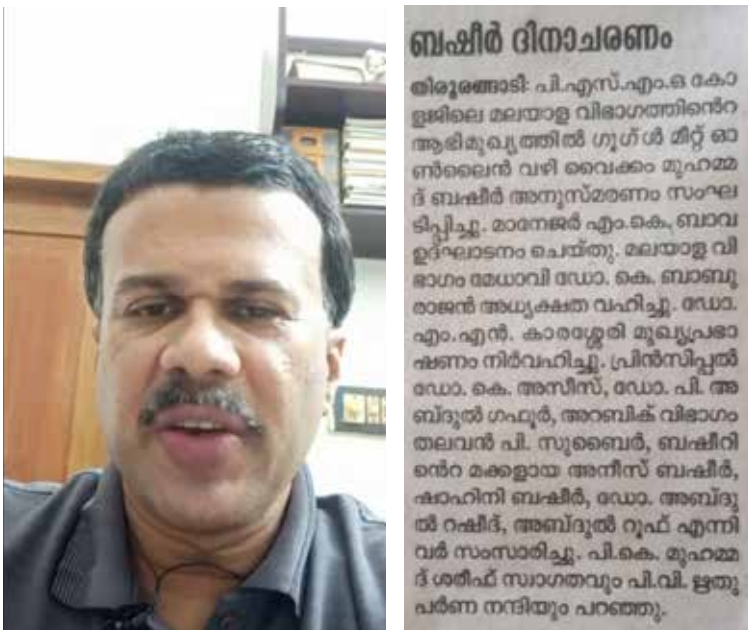 ബഷീർ ദിനാചരണം
തിരൂരങ്ങാടി: പി.എസ്.എം.ഒ കോ
ളജിലെ മലയാള വിഭാഗത്തിൻെറ
ആഭിമുഖ്യത്തിൽ ഗൂഗ്ൾ മീറ്റ് ഓ
ൺലൈൻ വഴി വൈക്കം മുഹമ്മ
ദ് ബഷീർ അനുസ്മരണം സംഘ
ടിപ്പിച്ചു. മാനേജർ എം.കെ. ബാവ
ഉദ്ഘാടനം ചെയ്തു. മലയാള വി
ഭാഗം മേധാവി ഡോ. കെ. ബാബു
രാജൻ അധ്യക്ഷത വഹിച്ചു. ഡോ.
എം.എൻ. കാരശ്ശേരി മുഖ്യപ്രഭാ
ഷണം നിർവഹിച്ചു. പ്രിൻസിപ്പൽ
ഡോ. കെ. അസീസ്, ഡോ. പി. അ
ബ്ദുൽ ഗഫൂർ, അറബിക് വിഭാഗം
തലവൻ പി. സുബൈർ, ബഷീറി
ൻെറ മക്കളായ അനീസ് ബഷീർ,
ഷാഹിനി ബഷീർ, ഡോ. അബ്ദു
ൽ റഷീദ്, അബ്ദുൽ റൂഫ് എന്നി
വർ സംസാരിച്ചു. പി.കെ. മുഹമ്മ
ദ് ശരീഫ് സ്വാഗതവും പി.വി. ഋതു
പർണ നന്ദിയും പറഞ്ഞു.